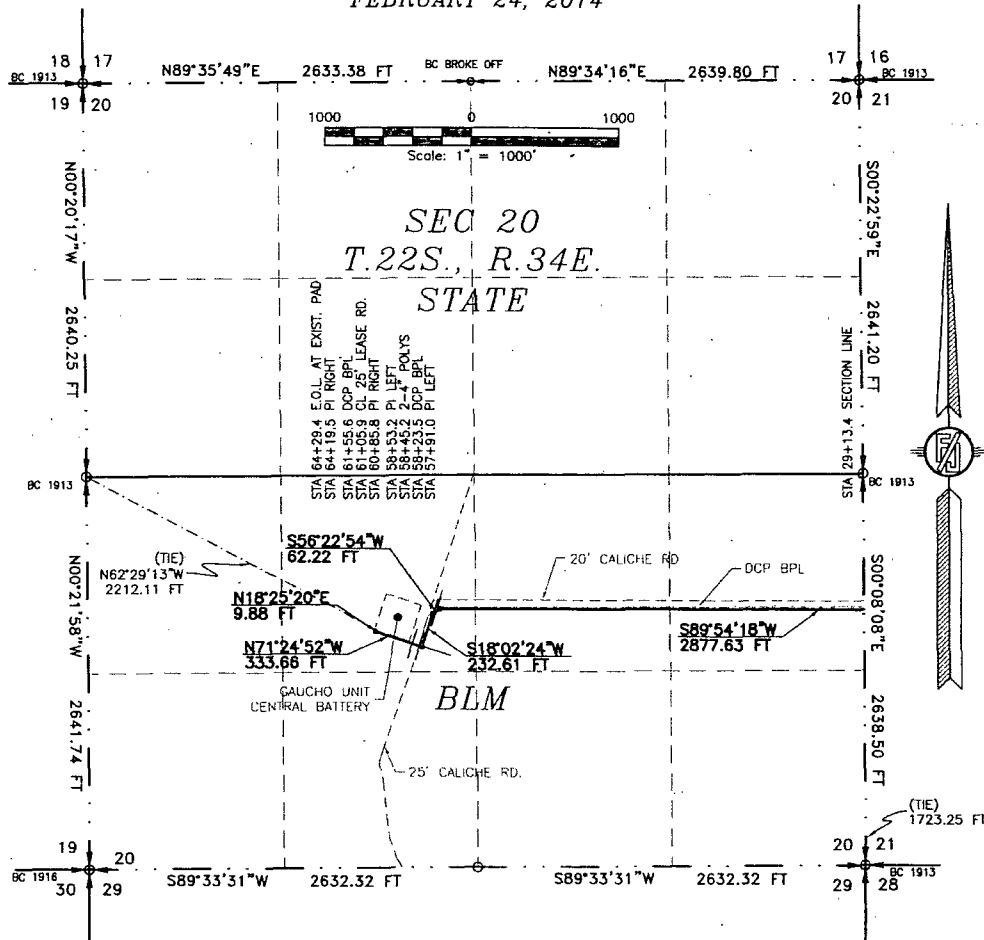 FEBRUARY 24, 2014
18 17
BC 1913
19 20
N89°35'49"E 2633.38 FT
BC BROKE OFF
N89°34'16"E 2639.80 FT
17 16
BC 1913
20 21
1000 0 1000
Scale: 1" = 1000'
N00°20'17"W 2640.25 FT
S00°22'59"E 2641.20 FT
SEC 20
T.22S., R.34E.
STATE
STA 64+29.4 E.O.L. AT EXIST. PAD
STA 64+19.5 PI RIGHT
STA 61+55.6 DCP BPL
STA 61+05.9 CL 25' LEASE RD.
STA 60+85.8 PI RIGHT
STA 58+53.2 PI LEFT
STA 58+45.2 2-4" POLYS
STA 58+23.5 DCP BPL
STA 57+91.0 PI LEFT
STA 29+13.4 SECTION LINE
BC 1913
BC 1913
(TIE)
N62°29'13"W
2212.11 FT
S56°22'54"W
62.22 FT
20' CALICHE RD
DCP BPL
N18°25'20"E
9.88 FT
S89°54'18"W
2877.63 FT
N71°24'52"W
333.66 FT
S18°02'24"W
232.61 FT
GAUCHO UNIT
CENTRAL BATTERY
BLM
25' CALICHE RD.
N00°21'58"W 2641.74 FT
S00°08'08"E 2638.50 FT
(TIE)
1723.25 FT
19 20
BC 1916
30 29
S89°33'31"W 2632.32 FT
S89°33'31"W 2632.32 FT
20 21
BC 1913
29 28